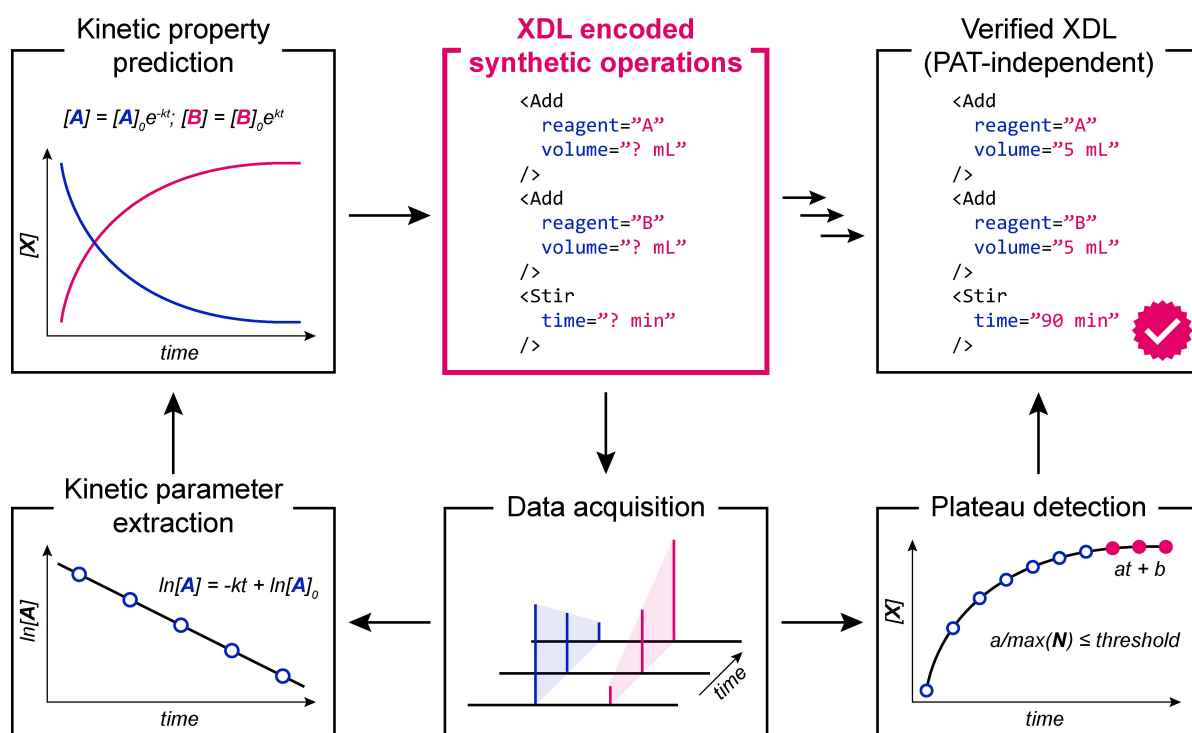 Kinetic property
prediction
[A] = [A]₀e⁻ᵏᵗ; [B] = [B]₀eᵏᵗ
[X]
time
XDL encoded
synthetic operations
<Add
reagent=”A”
volume=”? mL”
/>
<Add
reagent=”B”
volume=”? mL”
/>
<Stir
time=”? min”
/>
Verified XDL
(PAT-independent)
<Add
reagent=”A”
volume=”5 mL”
/>
<Add
reagent=”B”
volume=”5 mL”
/>
<Stir
time=”90 min”
/>
Kinetic parameter
extraction
ln[A] = -kt + ln[A]₀
ln[A]
time
Data acquisition
time
Plateau detection
at + b
[X]
a/max(N) ≤ threshold
time